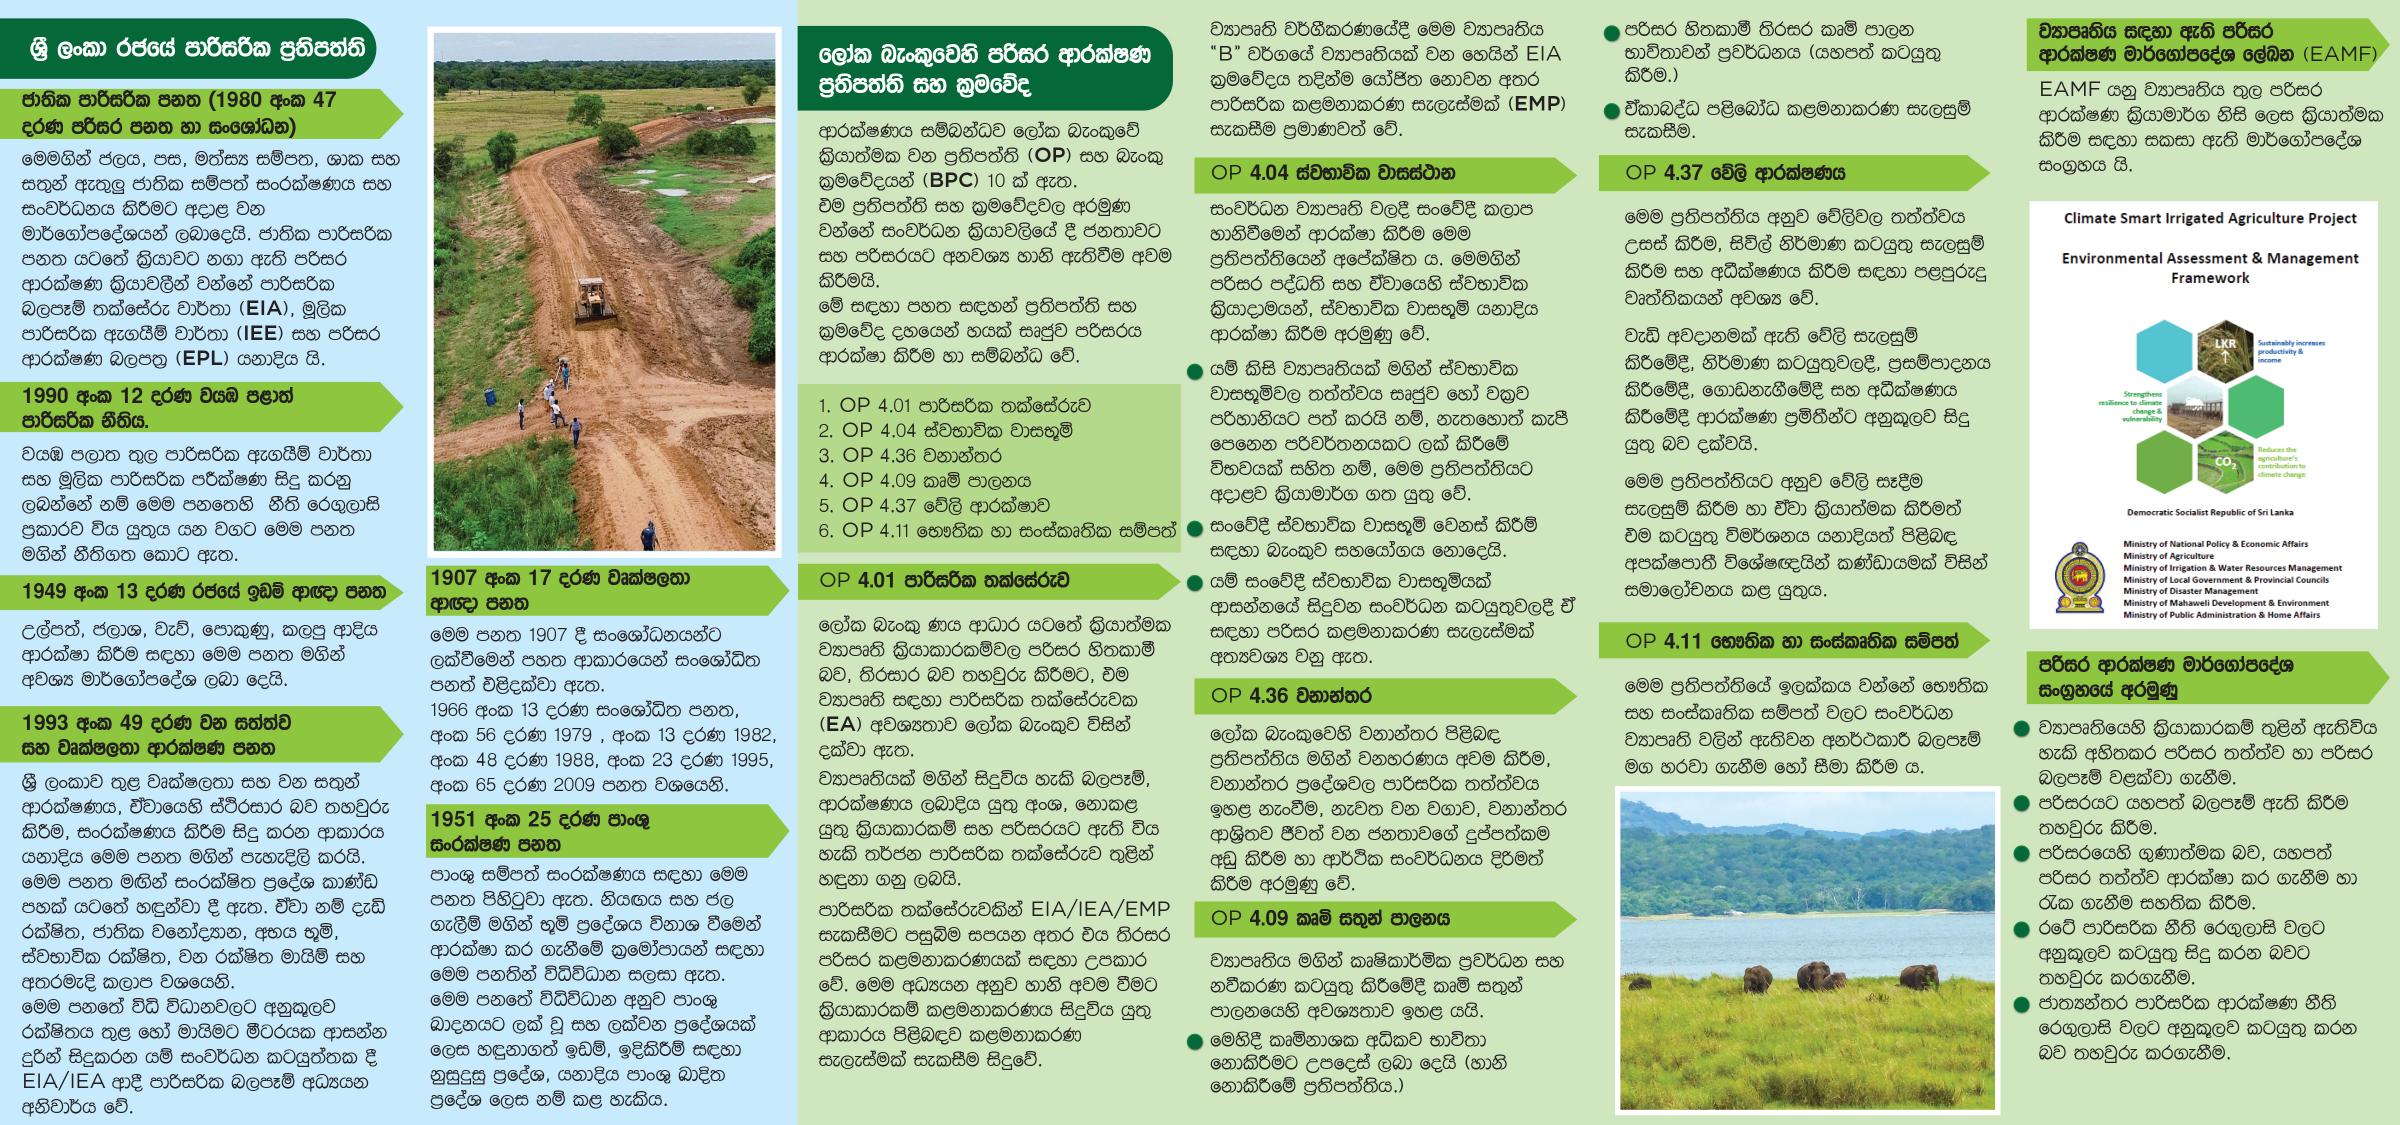 ශ්‍රී ලංකා රජයේ පාරිසරික ප්‍රතිපත්ති
ජාතික පාරිසරික පනත (1980 අංක 47
දරණ පරිසර පනත හා සංශෝධන)
මෙමගින් ජලය, පස, මත්ස්‍ය සම්පත, ශාක සහ
සතුන් ඇතුලු ජාතික සම්පත් සංරක්ෂණය සහ
සංවර්ධනය කිරීමට අදාළ වන
මාර්ගෝපදේශයන් ලබාදෙයි. ජාතික පාරිසරික
පනත යටතේ ක්‍රියාවට නගා ඇති පරිසර
ආරක්ෂණ ක්‍රියාවලීන් වන්නේ පාරිසරික
බලපෑම් තක්සේරු වාර්තා (EIA), මූලික
පාරිසරික ඇගයීම් වාර්තා (IEE) සහ පරිසර
ආරක්ෂණ බලපත්‍ර (EPL) යනාදිය යි.
1990 අංක 12 දරණ වයඹ පළාත්
පාරිසරික නීතිය.
වයඹ පලාත තුල පාරිසරික ඇගයීම් වාර්තා
සහ මූලික පාරිසරික පරීක්ෂණ සිදු කරනු
ලබන්නේ නම් මෙම පනතෙහි නීති රෙගුලාසි
ප්‍රකාරව විය යුතුය යන වගට මෙම පනත
මගින් නීතිගත කොට ඇත.
1949 අංක 13 දරණ රජයේ ඉඩම් ආඥා පනත
උල්පත්, ජලාශ, වැව්, පොකුණු, කලපු ආදිය
ආරක්ෂා කිරීම සඳහා මෙම පනත මගින්
අවශ්‍ය මාර්ගෝපදේශ ලබා දෙයි.
1993 අංක 49 දරණ වන සත්ත්ව
සහ වෘක්ෂලතා ආරක්ෂණ පනත
ශ්‍රී ලංකාව තුළ වෘක්ෂලතා සහ වන සතුන්
ආරක්ෂණය, ඒවායෙහි ස්ථිරසාර බව තහවුරු
කිරීම, සංරක්ෂණය කිරීම සිදු කරන ආකාරය
යනාදිය මෙම පනත මගින් පැහැදිලි කරයි.
මෙම පනත මඟින් සංරක්ෂිත ප්‍රදේශ කාණ්ඩ
පහක් යටතේ හඳුන්වා දී ඇත. ඒවා නම් දැඩි
රක්ෂිත, ජාතික වනෝද්‍යාන, අභය භූමි,
ස්වභාවික රක්ෂිත, වන රක්ෂිත මායිම් සහ
අතරමැදි කලාප වශයෙනි.
මෙම පනතේ විධි විධානවලට අනුකූලව
රක්ෂිතය තුළ හෝ මායිමට මීටරයක ආසන්න
දුරින් සිදුකරන යම් සංවර්ධන කටයුත්තක දී
EIA/IEA ආදී පාරිසරික බලපෑම් අධ්‍යයන
අනිවාර්ය වේ.
1907 අංක 17 දරණ වෘක්ෂලතා
ආඥා පනත
මෙම පනත 1907 දී සංශෝධනයන්ට
ලක්වීමෙන් පහත ආකාරයෙන් සංශෝධිත
පනත් එළිදක්වා ඇත.
1966 අංක 13 දරණ සංශෝධිත පනත,
අංක 56 දරණ 1979 , අංක 13 දරණ 1982,
අංක 48 දරණ 1988, අංක 23 දරණ 1995,
අංක 65 දරණ 2009 පනත වශයෙනි.
1951 අංක 25 දරණ පාංශු
සංරක්ෂණ පනත
පාංශු සම්පත් සංරක්ෂණය සඳහා මෙම
පනත පිහිටුවා ඇත. නියඟය සහ ජල
ගැලීම් මගින් භූමි ප්‍රදේශය විනාශ වීමෙන්
ආරක්ෂා කර ගැනීමේ ක්‍රමෝපායන් සඳහා
මෙම පනතින් විධිවිධාන සලසා ඇත.
මෙම පනතේ විධිවිධාන අනුව පාංශු
ඛාදනයට ලක් වූ සහ ලක්වන ප්‍රදේශයක්
ලෙස හඳුනාගත් ඉඩම්, ඉදිකිරීම් සඳහා
නුසුදුසු ප්‍රදේශ, යනාදිය පාංශු ඛාදිත
ප්‍රදේශ ලෙස නම් කළ හැකිය.
ලෝක බැංකුවෙහි පරිසර ආරක්ෂණ
ප්‍රතිපත්ති සහ ක්‍රමවේද
ආරක්ෂණය සම්බන්ධව ලෝක බැංකුවේ
ක්‍රියාත්මක වන ප්‍රතිපත්ති (OP) සහ බැංකු
ක්‍රමවේදයන් (BPC) 10 ක් ඇත.
එම ප්‍රතිපත්ති සහ ක්‍රමවේදවල අරමුණ
වන්නේ සංවර්ධන ක්‍රියාවලියේ දී ජනතාවට
සහ පරිසරයට අනවශ්‍ය හානි ඇතිවීම අවම
කිරීමයි.
මේ සඳහා පහත සඳහන් ප්‍රතිපත්ති සහ
ක්‍රමවේද දහයෙන් හයක් සෘජුව පරිසරය
ආරක්ෂා කිරීම හා සම්බන්ධ වේ.
1. OP 4.01 පාරිසරික තක්සේරුව
2. OP 4.04 ස්වභාවික වාසභූමි
3. OP 4.36 වනාන්තර
4. OP 4.09 කෘමි පාලනය
5. OP 4.37 වේලි ආරක්ෂාව
6. OP 4.11 භෞතික හා සංස්කෘතික සම්පත්
OP 4.01 පාරිසරික තක්සේරුව
ලෝක බැංකු ණය ආධාර යටතේ ක්‍රියාත්මක
ව්‍යාපෘති ක්‍රියාකාරකම්වල පරිසර හිතකාමී
බව, තිරසාර බව තහවුරු කිරීමට, එම
ව්‍යාපෘති සඳහා පාරිසරික තක්සේරුවක
(EA) අවශ්‍යතාව ලෝක බැංකුව විසින්
දක්වා ඇත.
ව්‍යාපෘතියක් මගින් සිදුවිය හැකි බලපෑම්,
ආරක්ෂණය ලබාදිය යුතු අංශ, නොකළ
යුතු ක්‍රියාකාරකම් සහ පරිසරයට ඇති විය
හැකි තර්ජන පාරිසරික තක්සේරුව තුළින්
හඳුනා ගනු ලබයි.
පාරිසරික තක්සේරුවකින් EIA/IEA/EMP
සැකසීමට පසුබිම සපයන අතර එය තිරසර
පරිසර කළමනාකරණයක් සඳහා උපකාර
වේ. මෙම අධ්‍යයන අනුව හානි අවම වීමට
ක්‍රියාකාරකම් කළමනාකරණය සිදුවිය යුතු
ආකාරය පිළිබඳව කළමනාකරණ
සැලැස්මක් සැකසීම සිදුවේ.
ව්‍යාපෘති වර්ගීකරණයේදී මෙම ව්‍යාපෘතිය
“B” වර්ගයේ ව්‍යාපෘතියක් වන හෙයින් EIA
ක්‍රමවේදය තදින්ම යෝජිත නොවන අතර
පාරිසරික කළමනාකරණ සැලැස්මක් (EMP)
සැකසීම ප්‍රමාණවත් වේ.
OP 4.04 ස්වභාවික වාසස්ථාන
සංවර්ධන ව්‍යාපෘති වලදී සංවේදී කලාප
හානිවීමෙන් ආරක්ෂා කිරීම මෙම
ප්‍රතිපත්තියෙන් අපේක්ෂිත ය. මෙමගින්
පරිසර පද්ධති සහ ඒවායෙහි ස්වභාවික
ක්‍රියාදාමයන්, ස්වභාවික වාසභූමි යනාදිය
ආරක්ෂා කිරීම අරමුණු වේ.
යම් කිසි ව්‍යාපෘතියක් මගින් ස්වභාවික
වාසභූමිවල තත්ත්වය සෘජුව හෝ වක්‍රව
පරිහානියට පත් කරයි නම්, නැතහොත් කැපී
පෙනෙන පරිවර්තනයකට ලක් කිරීමේ
විභවයක් සහිත නම්, මෙම ප්‍රතිපත්තියට
අදාළව ක්‍රියාමාර්ග ගත යුතු වේ.
සංවේදී ස්වභාවික වාසභූමි වෙනස් කිරීම්
සඳහා බැංකුව සහයෝගය නොදෙයි.
යම් සංවේදී ස්වභාවික වාසභූමියක්
ආසන්නයේ සිදුවන සංවර්ධන කටයුතුවලදී ඒ
සඳහා පරිසර කළමනාකරණ සැලැස්මක්
අත්‍යවශ්‍ය වනු ඇත.
OP 4.36 වනාන්තර
ලෝක බැංකුවෙහි වනාන්තර පිළිබඳ
ප්‍රතිපත්තිය මගින් වනහරණය අවම කිරීම,
වනාන්තර ප්‍රදේශවල පාරිසරික තත්ත්වය
ඉහළ නැංවීම, නැවත වන වගාව, වනාන්තර
ආශ්‍රිතව ජීවත් වන ජනතාවගේ දුප්පත්කම
අඩු කිරීම හා ආර්ථික සංවර්ධනය දිරිමත්
කිරීම අරමුණු වේ.
OP 4.09 කෘමි සතුන් පාලනය
ව්‍යාපෘතිය මගින් කෘෂිකාර්මික ප්‍රවර්ධන සහ
නවීකරණ කටයුතු කිරීමේදී කෘමි සතුන්
පාලනයෙහි අවශ්‍යතාව ඉහළ යයි.
මෙහිදී කෘමිනාශක අධිකව භාවිතා
නොකිරීමට උපදෙස් ලබා දෙයි (හානි
නොකිරීමේ ප්‍රතිපත්තිය.)
පරිසර හිතකාමී තිරසර කෘමි පාලන
භාවිතාවන් ප්‍රවර්ධනය (යහපත් කටයුතු
කිරීම.)
ඒකාබද්ධ පළිබෝධ කළමනාකරණ සැලසුම්
සැකසීම.
OP 4.37 වේලි ආරක්ෂණය
මෙම ප්‍රතිපත්තිය අනුව වේලිවල තත්ත්වය
උසස් කිරීම, සිවිල් නිර්මාණ කටයුතු සැලසුම්
කිරීම සහ අධීක්ෂණය කිරීම සඳහා පළපුරුදු
වෘත්තිකයන් අවශ්‍ය වේ.
වැඩි අවදානමක් ඇති වේලි සැලසුම්
කිරීමේදී, නිර්මාණ කටයුතුවලදී, ප්‍රසම්පාදනය
කිරීමේදී, ගොඩනැගීමේදී සහ අධීක්ෂණය
කිරීමේදී ආරක්ෂණ ප්‍රමිතීන්ට අනුකූලව සිදු
යුතු බව දක්වයි.
මෙම ප්‍රතිපත්තියට අනුව වේලි සෑදීම
සැලසුම් කිරීම හා ඒවා ක්‍රියාත්මක කිරීමත්
එම කටයුතු විමර්ශනය යනාදියත් පිළිබඳ
අපක්ෂපාතී විශේෂඥයින් කණ්ඩායමක් විසින්
සමාලෝචනය කළ යුතුය.
OP 4.11 භෞතික හා සංස්කෘතික සම්පත්
මෙම ප්‍රතිපත්තියේ ඉලක්කය වන්නේ භෞතික
සහ සංස්කෘතික සම්පත් වලට සංවර්ධන
ව්‍යාපෘති වලින් ඇතිවන අනර්ථකාරී බලපෑම්
මග හරවා ගැනීම හෝ සීමා කිරීම ය.
ව්‍යාපෘතිය සඳහා ඇති පරිසර
ආරක්ෂණ මාර්ගෝපදේශ ලේඛන (EAMF)
EAMF යනු ව්‍යාපෘතිය තුල පරිසර
ආරක්ෂණ ක්‍රියාමාර්ග නිසි ලෙස ක්‍රියාත්මක
කිරීම සඳහා සකසා ඇති මාර්ගෝපදේශ
සංග්‍රහය යි.
Climate Smart Irrigated Agriculture Project
Environmental Assessment & Management
Framework
LKR
Sustainably increases
productivity &
income
Strengthens
resilience to climate
change &
vulnerability
CO2
Reduces the
agriculture's
contribution to
climate change
Democratic Socialist Republic of Sri Lanka
Ministry of National Policy & Economic Affairs
Ministry of Agriculture
Ministry of Irrigation & Water Resources Management
Ministry of Local Government & Provincial Councils
Ministry of Disaster Management
Ministry of Mahaweli Development & Environment
Ministry of Public Administration & Home Affairs
පරිසර ආරක්ෂණ මාර්ගෝපදේශ
සංග්‍රහයේ අරමුණු
ව්‍යාපෘතියෙහි ක්‍රියාකාරකම් තුළින් ඇතිවිය
හැකි අහිතකර පරිසර තත්ත්ව හා පරිසර
බලපෑම් වළක්වා ගැනීම.
පරිසරයට යහපත් බලපෑම් ඇති කිරීම
තහවුරු කිරීම.
පරිසරයෙහි ගුණාත්මක බව, යහපත්
පරිසර තත්ත්ව ආරක්ෂා කර ගැනීම හා
රැක ගැනීම සහතික කිරීම.
රටේ පාරිසරික නීති රෙගුලාසි වලට
අනුකූලව කටයුතු සිදු කරන බවට
තහවුරු කරගැනීම.
ජාත්‍යන්තර පාරිසරික ආරක්ෂණ නීති
රෙගුලාසි වලට අනුකූලව කටයුතු කරන
බව තහවුරු කරගැනීම.